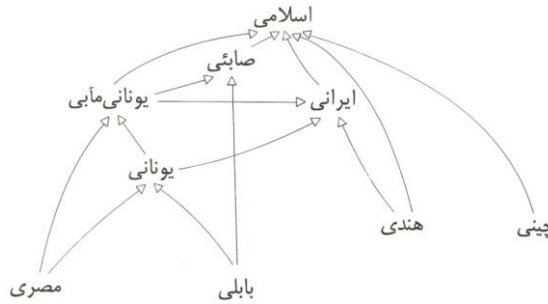 اسلامی
صابئی
ایرانی
یونانی‌مآبی
یونانی
چینی
هندی
بابلی
مصری